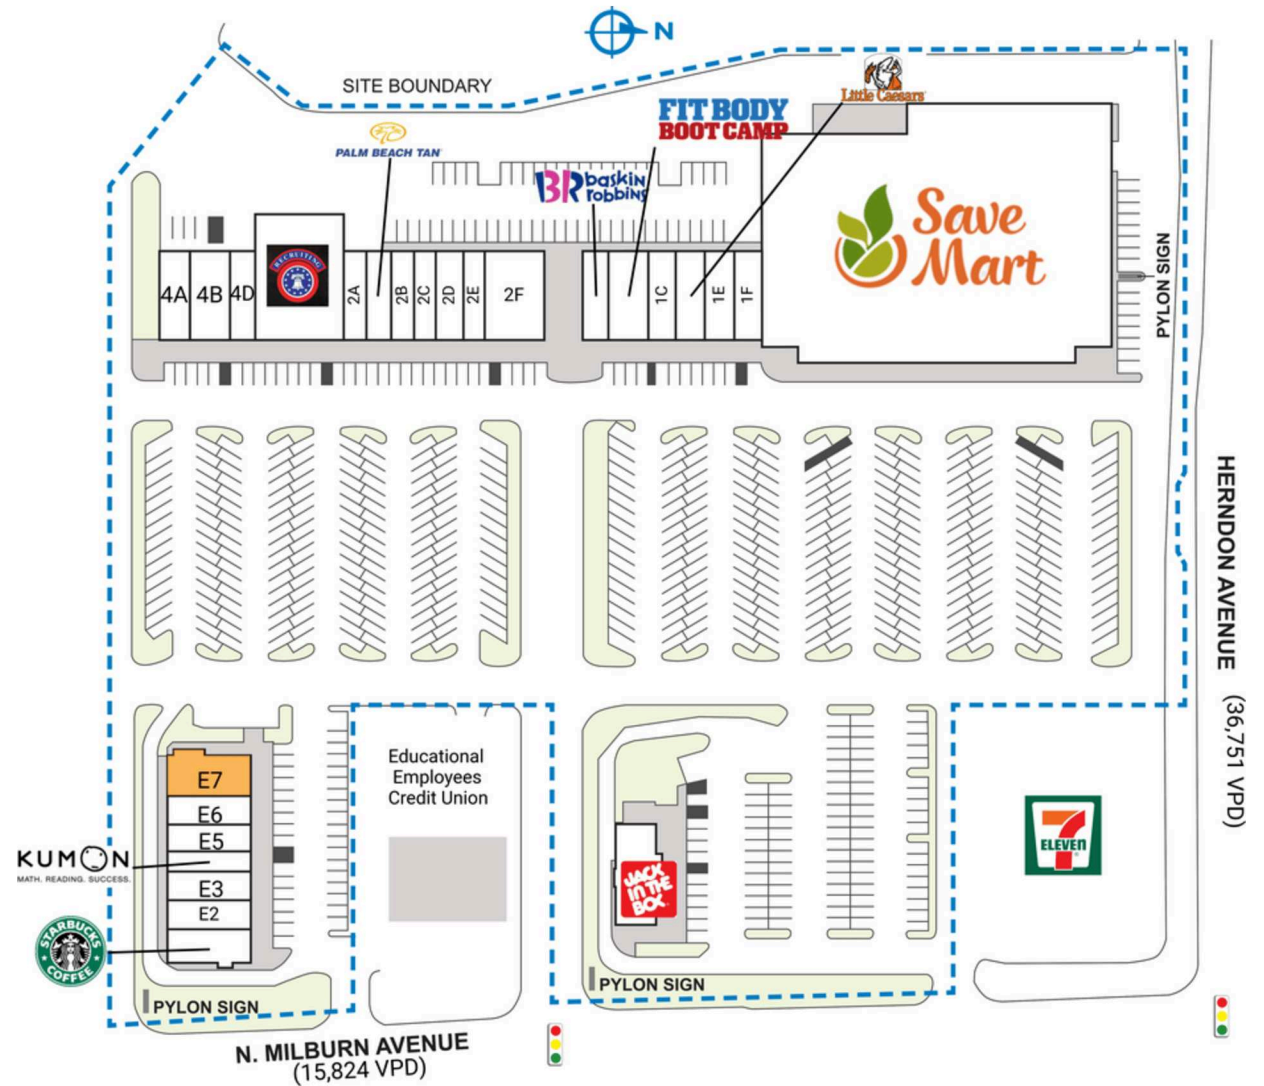 N
SITE BOUNDARY
Little Caesars
FIT BODY
BOOT CAMP
PALM BEACH TAN
BR baskin
robbins
Save
Mart
PYLON SIGN
RECRUITING
4A
4B
4D
2A
2B
2C
2D
2E
2F
1C
1E
1F
HERNDON AVENUE
(36,751 VPD)
Educational
Employees
Credit Union
E7
E6
E5
KUMON
MATH. READING. SUCCESS.
E3
E2
STARBUCKS
COFFEE
PYLON SIGN
JACK
IN THE
BOX
PYLON SIGN
7
ELEVEN
N. MILBURN AVENUE
(15,824 VPD)